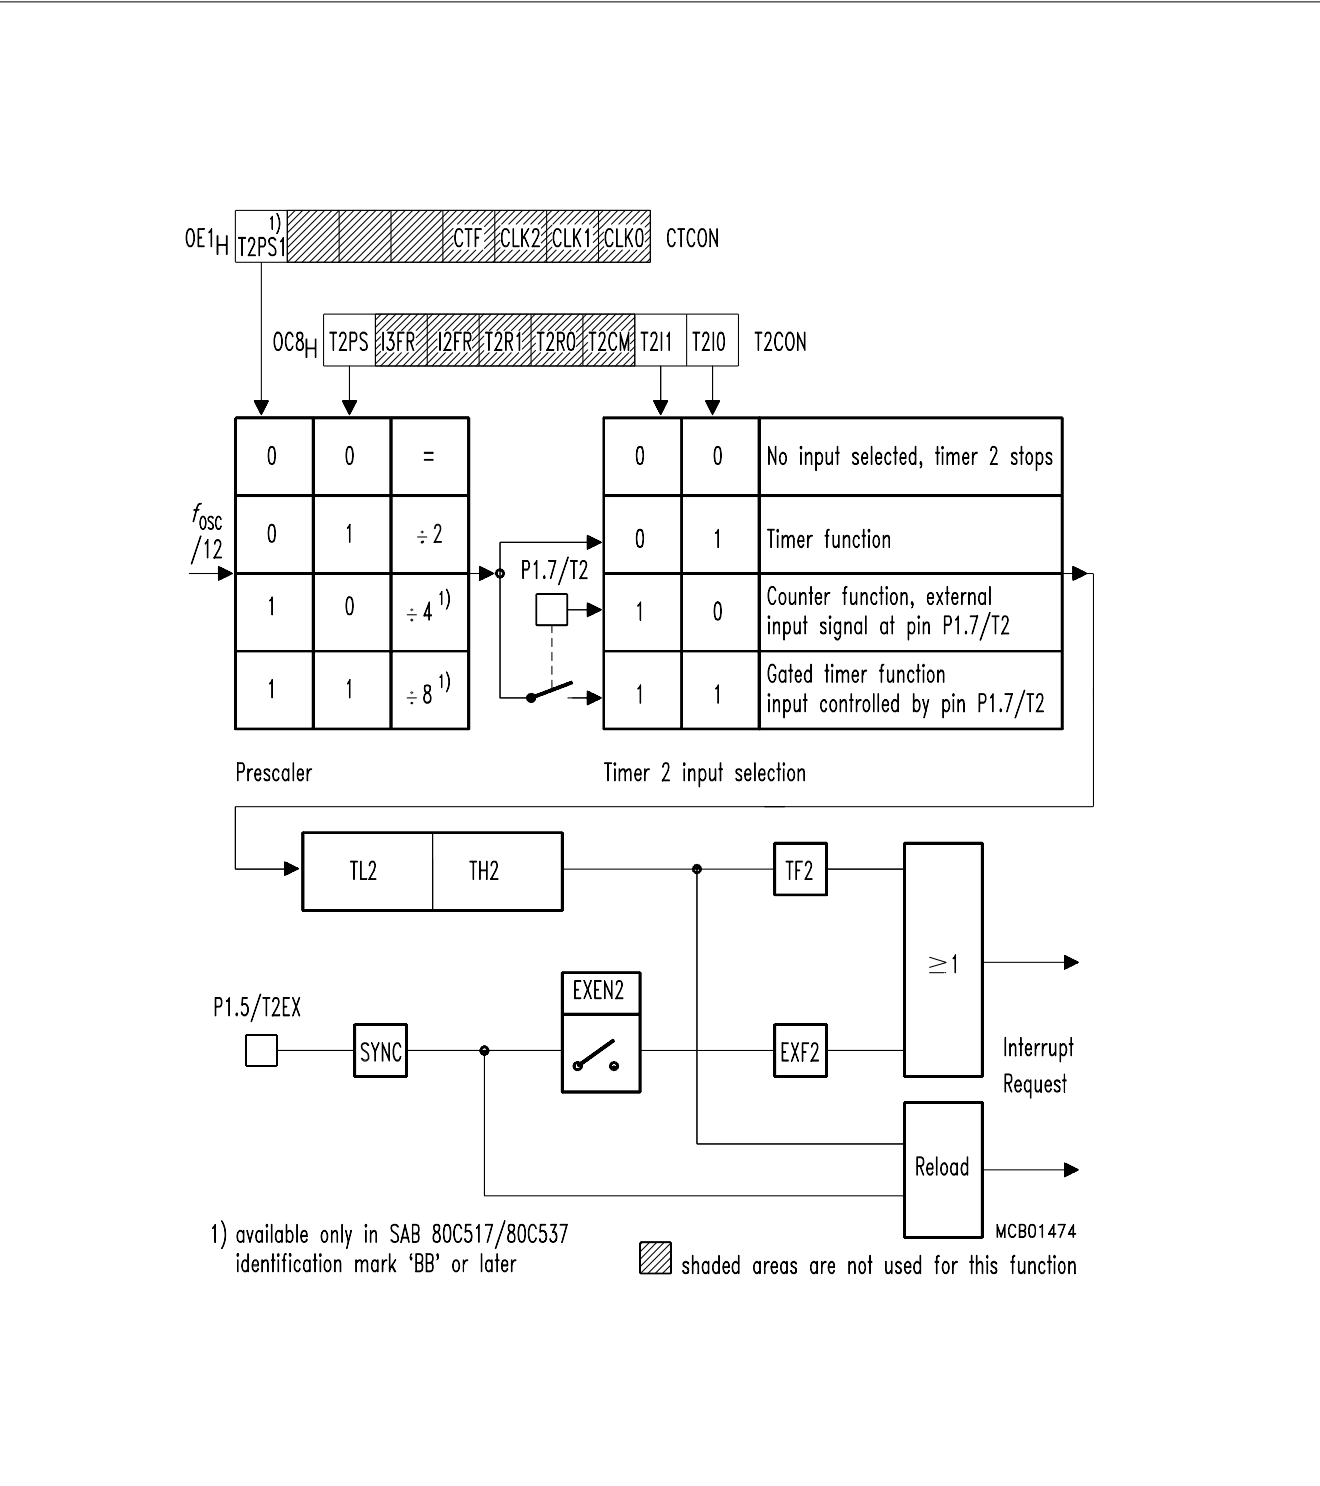 1)
0E1H T2PS1 CTF CLK2 CLK1 CLK0 CTCON
0C8H T2PS I3FR I2FR T2R1 T2R0 T2CM T2I1 T2I0 T2CON
0 0 = 0 0 No input selected, timer 2 stops
fOSC
/12
0 1 ÷2 0 1 Timer function
P1.7/T2
1 0 ÷4 1) 1 0 Counter function, external
input signal at pin P1.7/T2
1 1 ÷8 1) 1 1 Gated timer function
input controlled by pin P1.7/T2
Prescaler Timer 2 input selection
TL2 TH2 TF2
≥1
EXEN2
P1.5/T2EX
SYNC EXF2
Interrupt
Request
Reload
MCB01474
1) available only in SAB 80C517/80C537
identification mark ‘BB’ or later
shaded areas are not used for this function